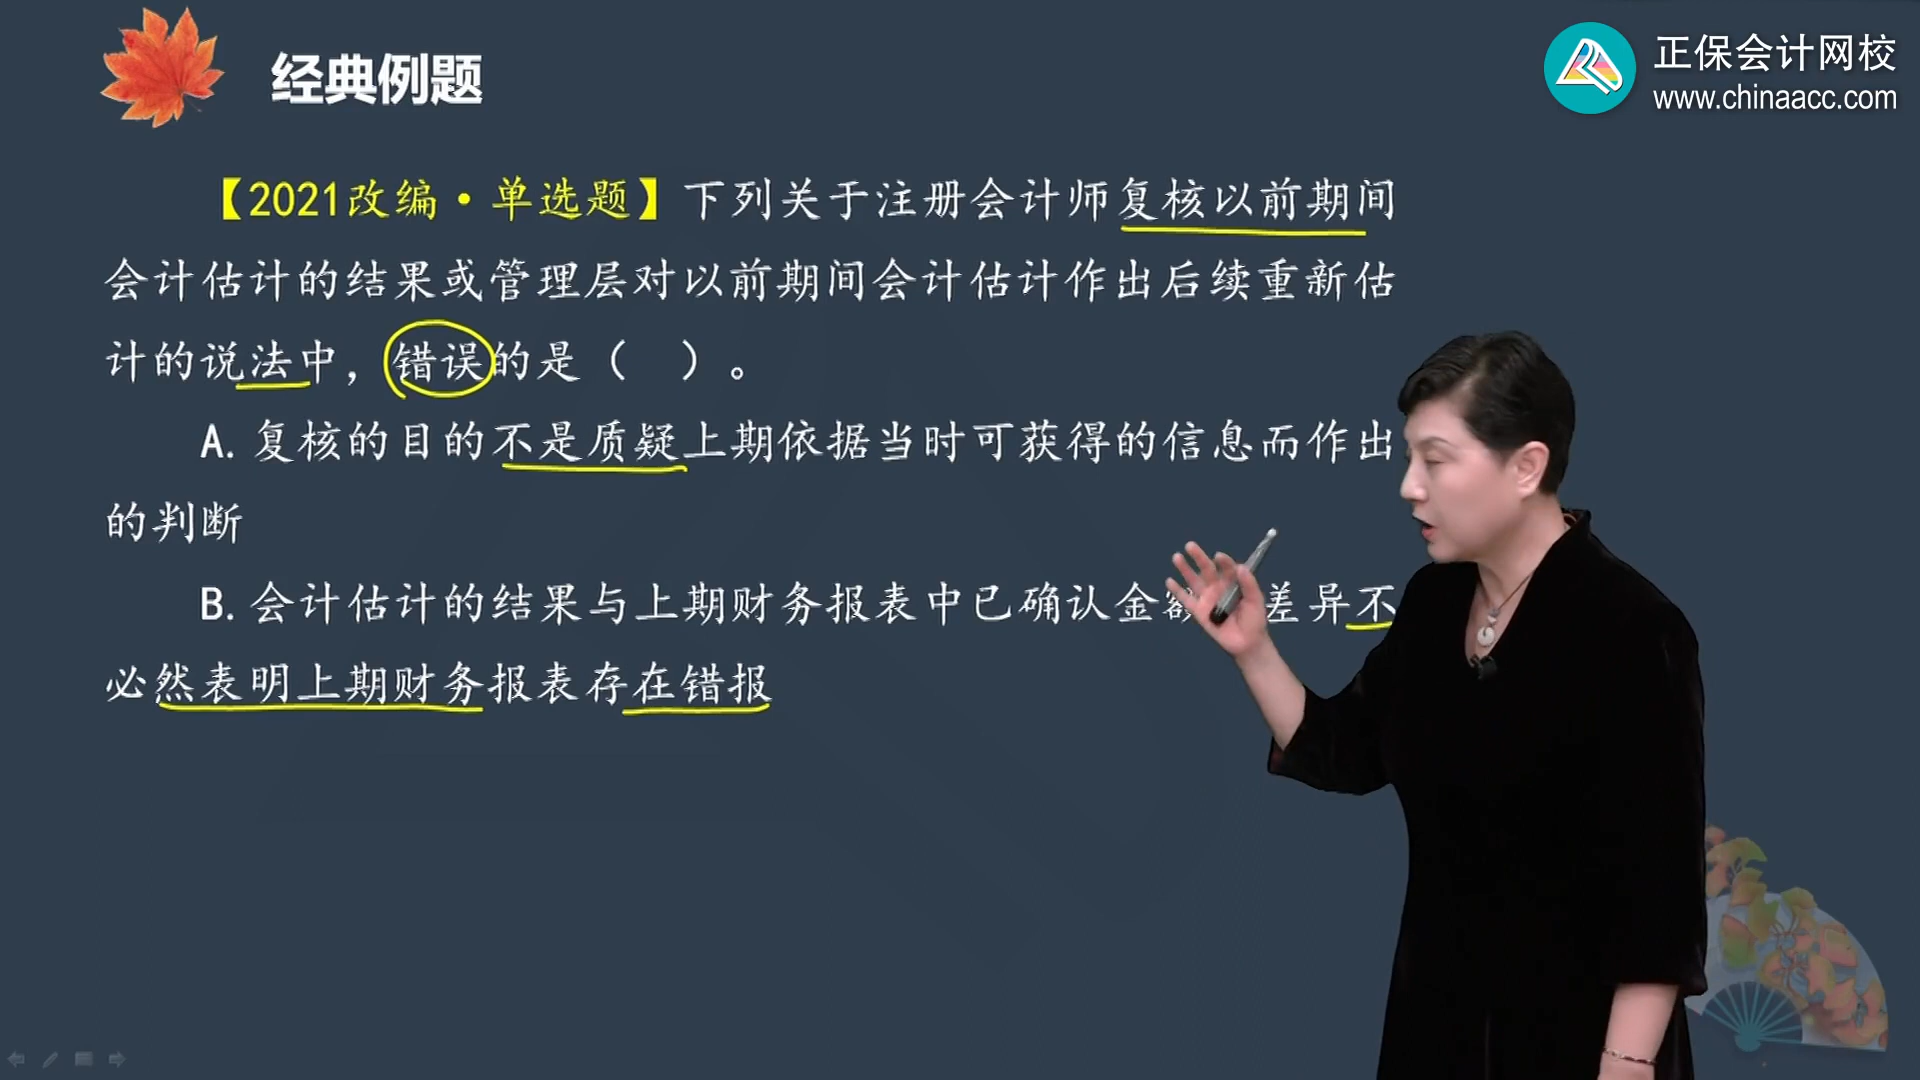 经典例题
正保会计网校
www.chinaacc.com
【2021改编·单选题】下列关于注册会计师复核以前期间
会计估计的结果或管理层对以前期间会计估计作出后续重新估
计的说法中，错误的是（ ）。
A. 复核的目的不是质疑上期依据当时可获得的信息而作出
的判断
B. 会计估计的结果与上期财务报表中已确认金 差异不
必然表明上期财务报表存在错报